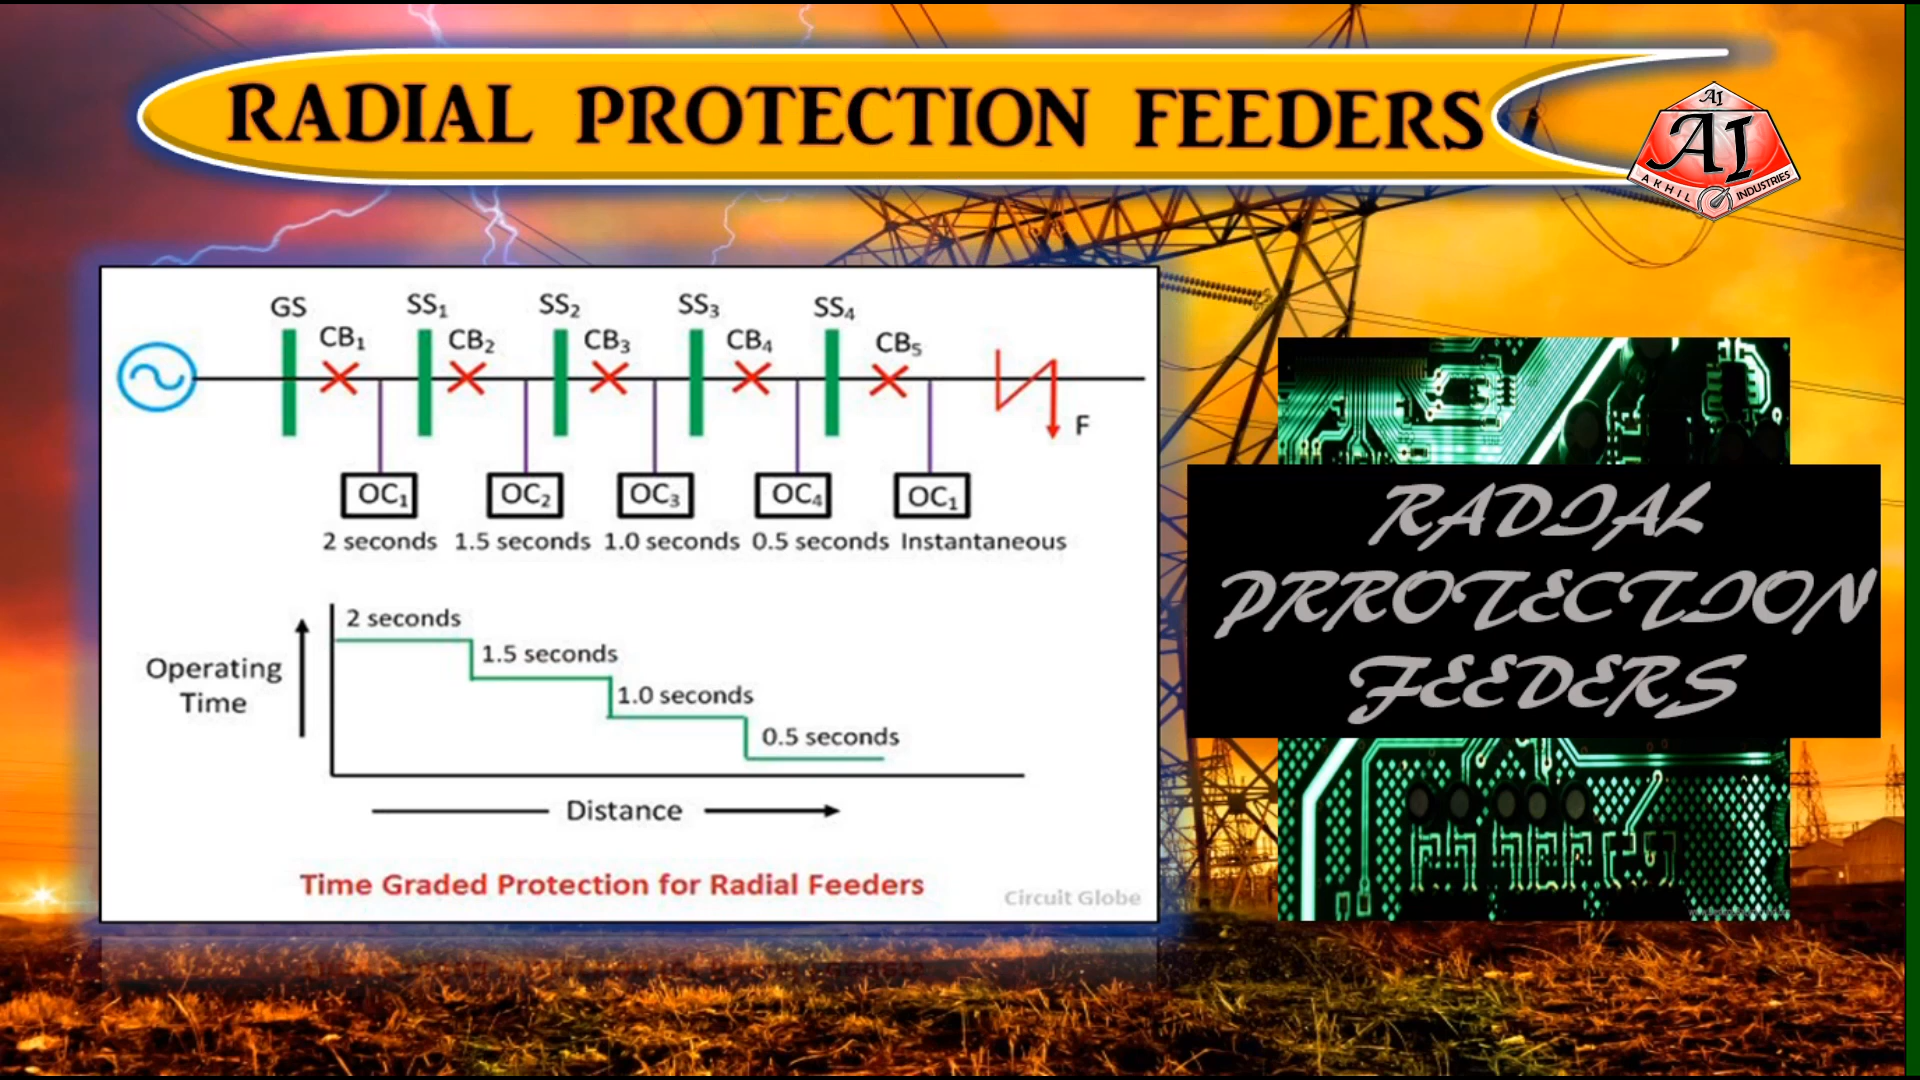 RADIAL PROTECTION FEEDERS
AI
AI
AKHIL INDUSTRIES
GS SS1 SS2 SS3 SS4
CB1 CB2 CB3 CB4 CB5
F
OC1 OC2 OC3 OC4 OC1
2 seconds 1.5 seconds 1.0 seconds 0.5 seconds Instantaneous
2 seconds
1.5 seconds
1.0 seconds
0.5 seconds
Operating
Time
Distance
Time Graded Protection for Radial Feeders
Circuit Globe
RADIAL
PRROTECTION
FEEDERS